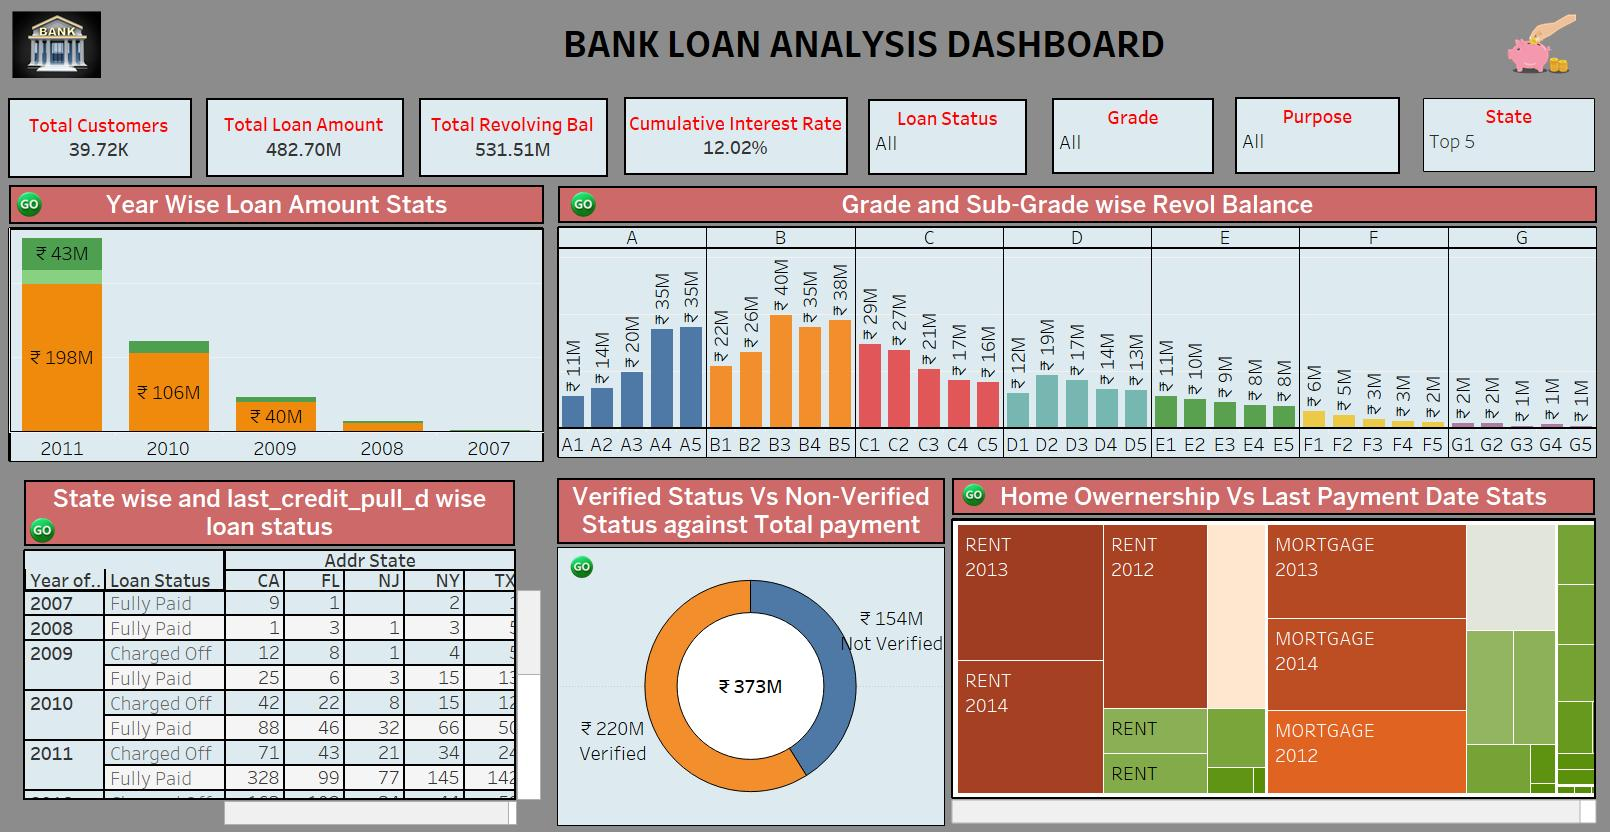 BANK
BANK LOAN ANALYSIS DASHBOARD
Total Customers
39.72K
Total Loan Amount
482.70M
Total Revolving Bal
531.51M
Cumulative Interest Rate
12.02%
Loan Status
All
Grade
All
Purpose
All
State
Top 5
GO
Year Wise Loan Amount Stats
₹ 43M
₹ 198M
₹ 106M
₹ 40M
2011 2010 2009 2008 2007
GO
Grade and Sub-Grade wise Revol Balance
A B C D E F G
₹ 11M ₹ 14M ₹ 20M ₹ 35M ₹ 35M ₹ 22M ₹ 26M ₹ 40M ₹ 35M ₹ 38M ₹ 29M ₹ 27M ₹ 21M ₹ 17M ₹ 16M ₹ 12M ₹ 19M ₹ 17M ₹ 14M ₹ 13M ₹ 11M ₹ 10M ₹ 9M ₹ 8M ₹ 8M ₹ 6M ₹ 5M ₹ 3M ₹ 3M ₹ 2M ₹ 2M ₹ 2M ₹ 1M ₹ 1M ₹ 1M
A1 A2 A3 A4 A5 B1 B2 B3 B4 B5 C1 C2 C3 C4 C5 D1 D2 D3 D4 D5 E1 E2 E3 E4 E5 F1 F2 F3 F4 F5 G1 G2 G3 G4 G5
State wise and last_credit_pull_d wise
loan status
GO
Addr State
Year of.. Loan Status CA FL NJ NY TX
2007 Fully Paid 9 1 2
2008 Fully Paid 1 3 1 3
2009 Charged Off 12 8 1 4
Fully Paid 25 6 3 15
2010 Charged Off 42 22 8 15
Fully Paid 88 46 32 66
2011 Charged Off 71 43 21 34
Fully Paid 328 99 77 145 142
Verified Status Vs Non-Verified
Status against Total payment
GO
₹ 154M
Not Verified
₹ 373M
₹ 220M
Verified
GO
Home Owernership Vs Last Payment Date Stats
RENT
2013
RENT
2014
RENT
2012
RENT
RENT
MORTGAGE
2013
MORTGAGE
2014
MORTGAGE
2012